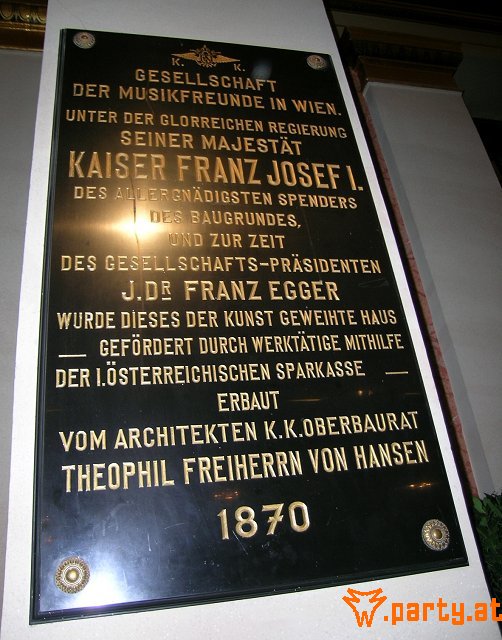 K. K.
GESELLSCHAFT
DER MUSIKFREUNDE IN WIEN.
UNTER DER GLORREICHEN REGIERUNG
SEINER MAJESTÄT
KAISER FRANZ JOSEF I.
DES ALLERGNÄDIGSTEN SPENDERS
DES BAUGRUNDES,
UND ZUR ZEIT
DES GESELLSCHAFTS-PRÄSIDENTEN
J.DR FRANZ EGGER
WURDE DIESES DER KUNST GEWEIHTE HAUS
— GEFÖRDERT DURCH WERKTÄTIGE MITHILFE
DER I.ÖSTERREICHISCHEN SPARKASSE —
ERBAUT
VOM ARCHITEKTEN K.K.OBERBAURAT
THEOPHIL FREIHERRN VON HANSEN
1870
w.party.at